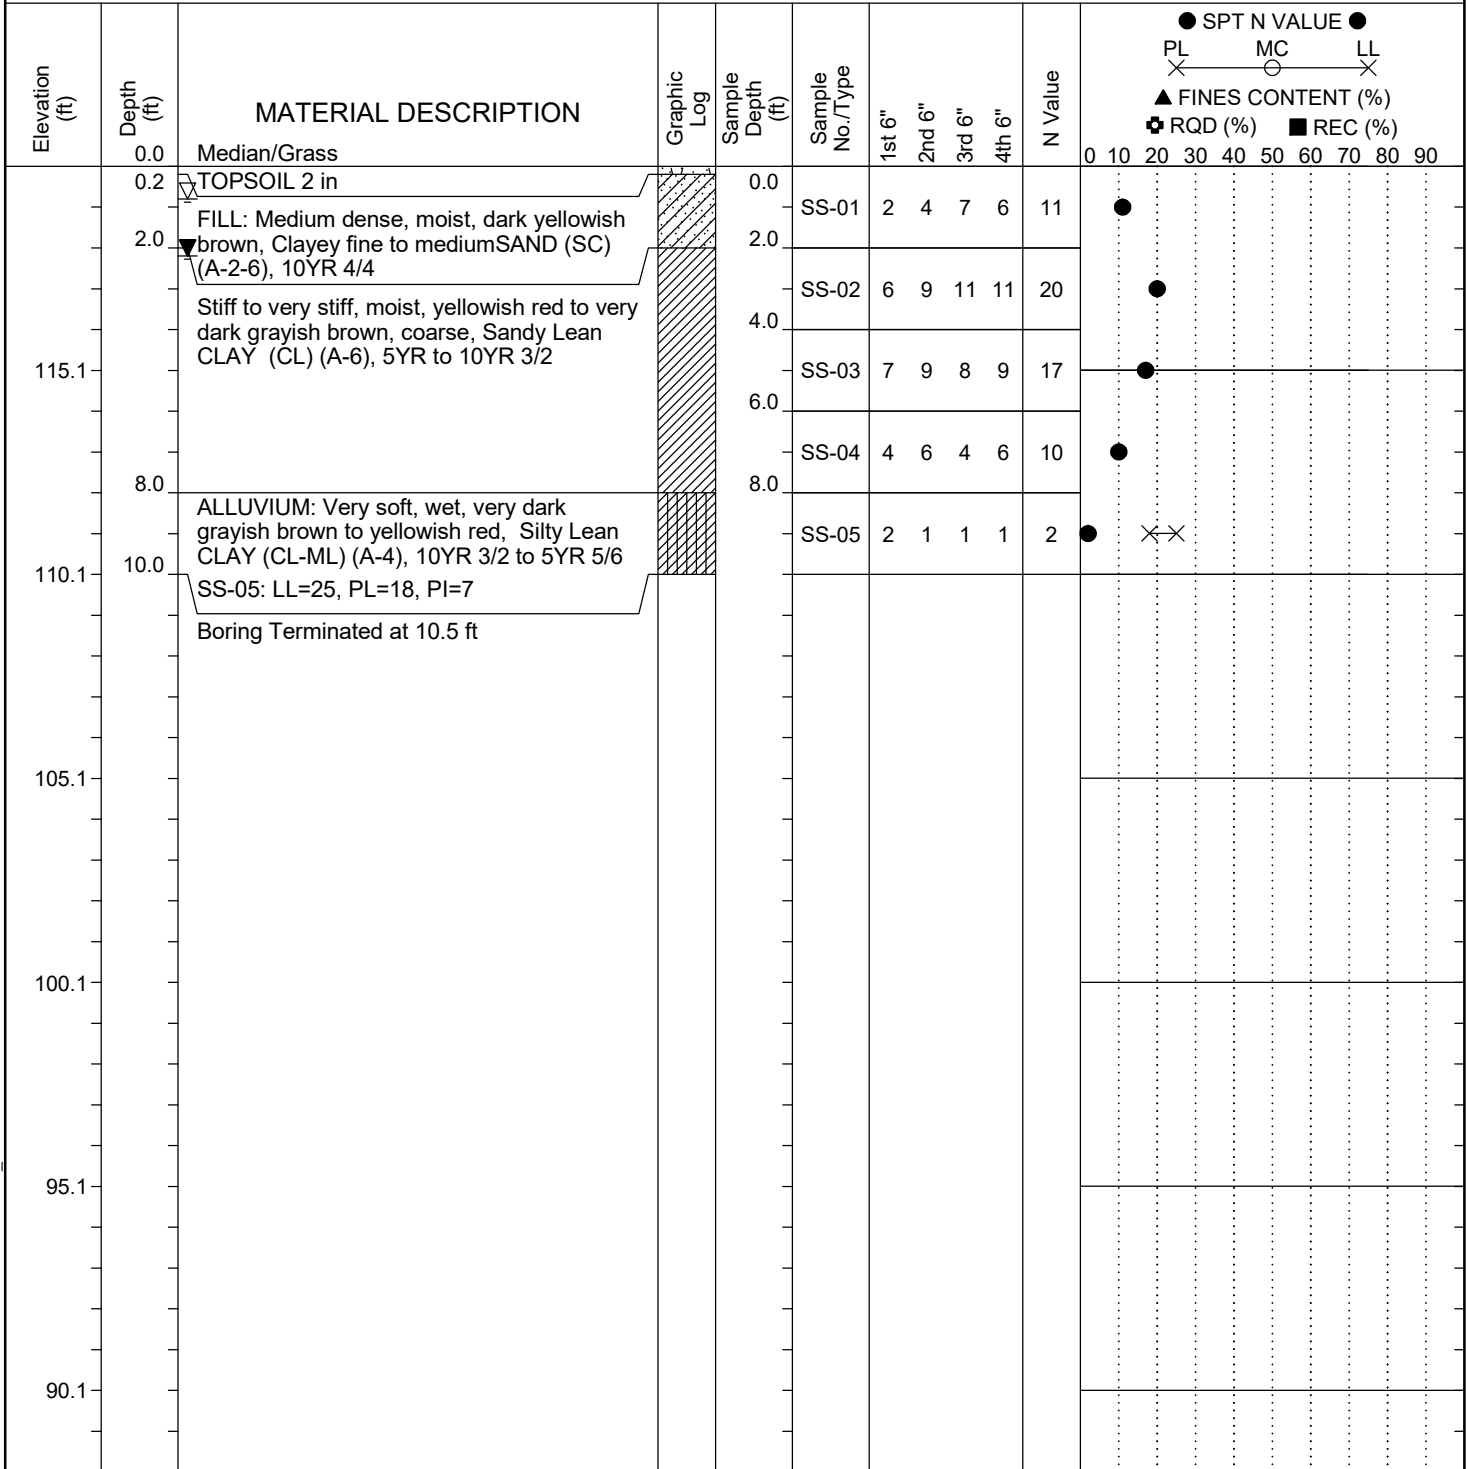 ● SPT N VALUE ●
PL MC LL
▲ FINES CONTENT (%)
RQD (%) ■ REC (%)
0 10 20 30 40 50 60 70 80 90
Elevation
(ft)
Depth
(ft)
MATERIAL DESCRIPTION
Graphic
Log
Sample
Depth
(ft)
Sample
No./Type
1st 6"
2nd 6"
3rd 6"
4th 6"
N Value
0.0 Median/Grass
0.2 TOPSOIL 2 in 0.0
SS-01 2 4 7 6 11
FILL: Medium dense, moist, dark yellowish
2.0 brown, Clayey fine to mediumSAND (SC) 2.0
(A-2-6), 10YR 4/4
SS-02 6 9 11 11 20
Stiff to very stiff, moist, yellowish red to very
dark grayish brown, coarse, Sandy Lean 4.0
CLAY (CL) (A-6), 5YR to 10YR 3/2
115.1 SS-03 7 9 8 9 17
6.0
SS-04 4 6 4 6 10
8.0 8.0
ALLUVIUM: Very soft, wet, very dark
grayish brown to yellowish red, Silty Lean SS-05 2 1 1 1 2
CLAY (CL-ML) (A-4), 10YR 3/2 to 5YR 5/6
10.0
110.1
SS-05: LL=25, PL=18, PI=7
Boring Terminated at 10.5 ft
105.1
100.1
95.1
90.1